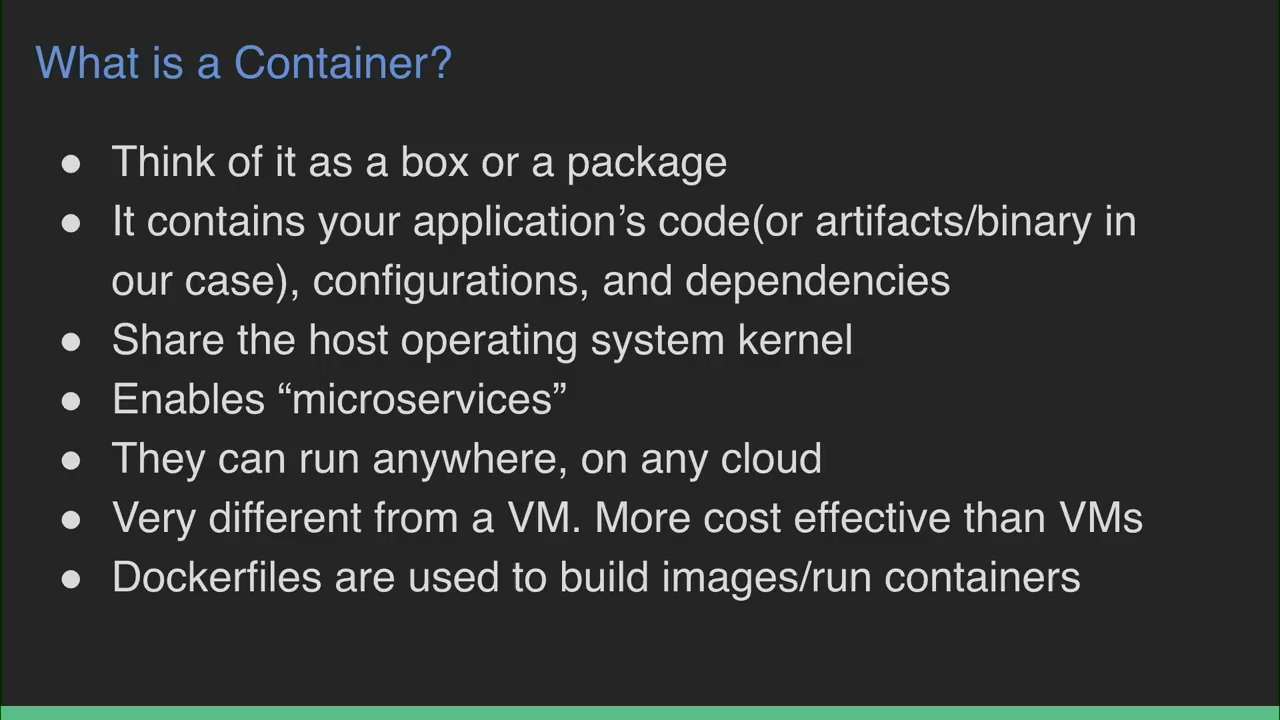 What is a Container?
● Think of it as a box or a package
● It contains your application’s code(or artifacts/binary in
our case), configurations, and dependencies
● Share the host operating system kernel
● Enables “microservices”
● They can run anywhere, on any cloud
● Very different from a VM. More cost effective than VMs
● Dockerfiles are used to build images/run containers